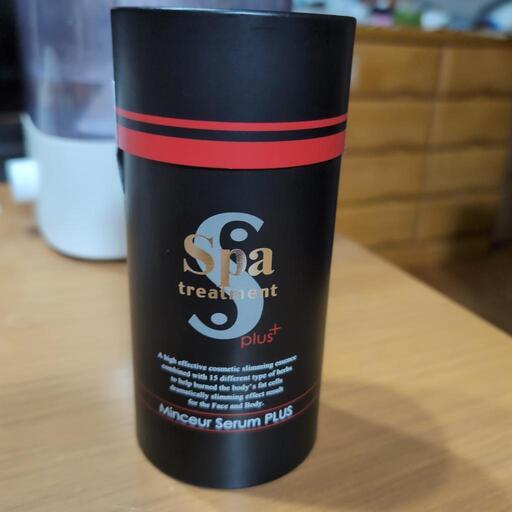 S
Spa
treatment
plus+
A high effective cosmetic slimming essence
combined with 15 different type of herbs
to help burned the body's fat cells
dramatically slimming effect result
for the Face and Body.
Minceur Serum PLUS